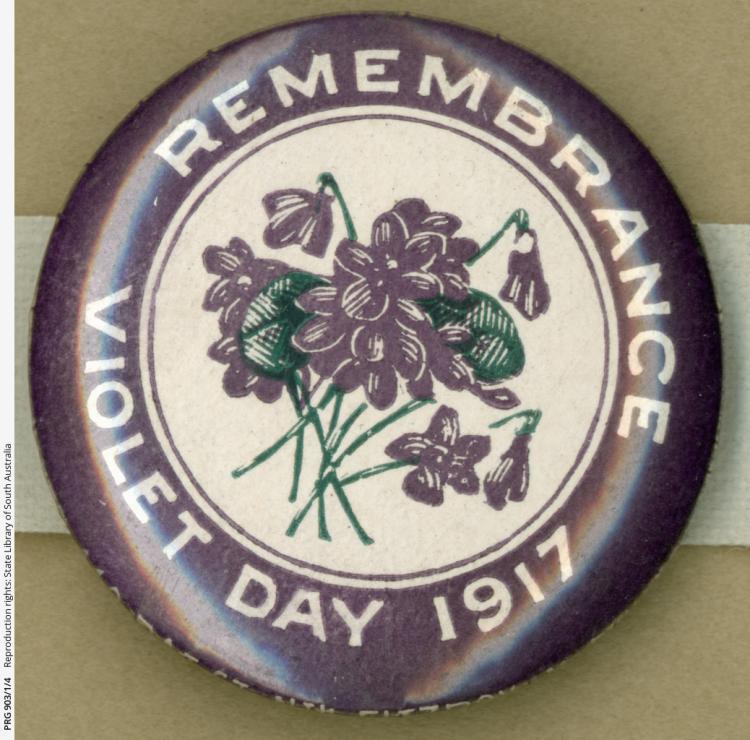 REMEMBRANCE
VIOLET DAY 1917
PRG 903/1/4 Reproduction rights: State Library of South Australia